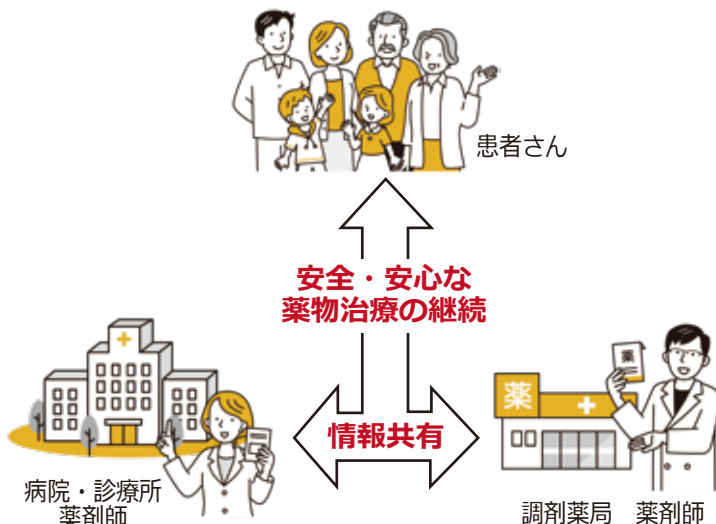 患者さん
安全・安心な
薬物治療の継続
情報共有
薬
薬
病院・診療所
薬剤師
調剤薬局 薬剤師